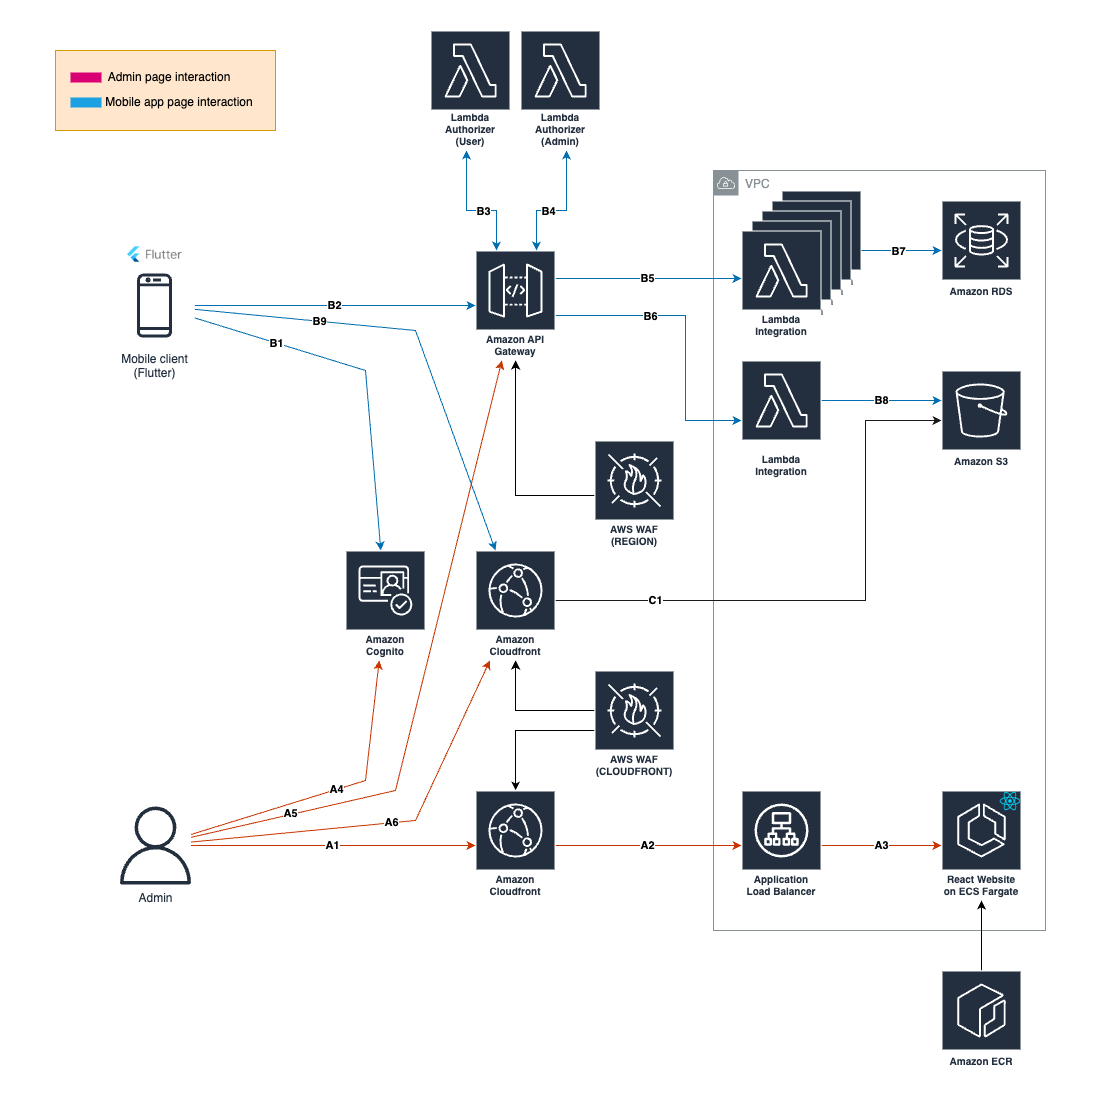 Admin page interaction
Mobile app page interaction
Lambda
Authorizer
(User)
Lambda
Authorizer
(Admin)
VPC
B3
B4
Flutter
B7
B5
B2
Amazon RDS
B6
B9
Lambda
Integration
B1
Amazon API
Gateway
Mobile client
(Flutter)
B8
Lambda
Integration
Amazon S3
AWS WAF
(REGION)
C1
Amazon
Cognito
Amazon
Cloudfront
AWS WAF
(CLOUDFRONT)
A4
A5
A6
A1
A2
A3
Amazon
Cloudfront
Application
Load Balancer
React Website
on ECS Fargate
Admin
Amazon ECR